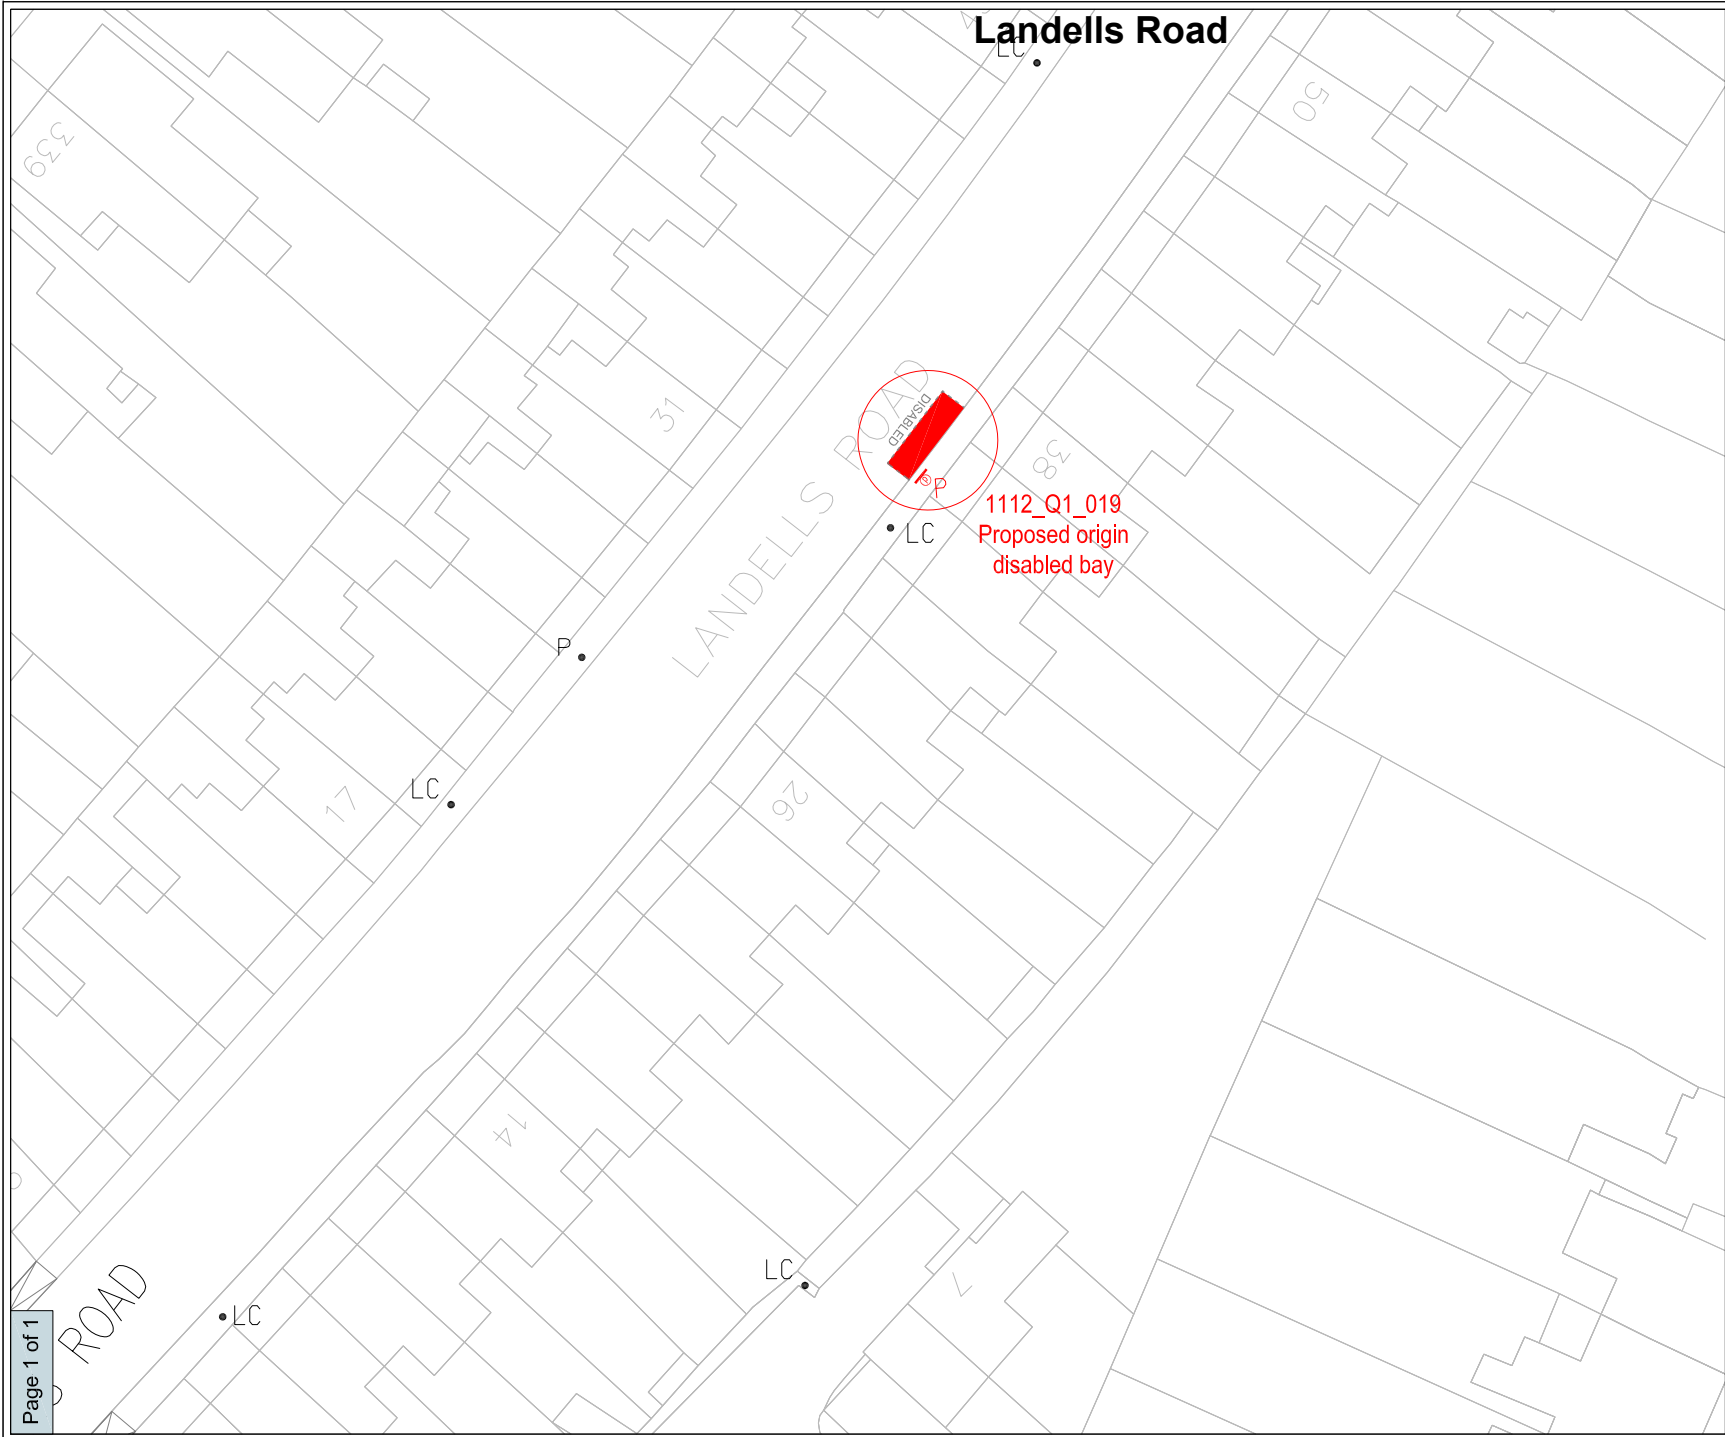 Landells Road
LC
50
339
31
LANDELLS ROAD
DISABLED
38
P
1112_Q1_019
Proposed origin
disabled bay
LC
P
LC
17
26
14
LC
7
LC
ROAD
Page 1 of 1